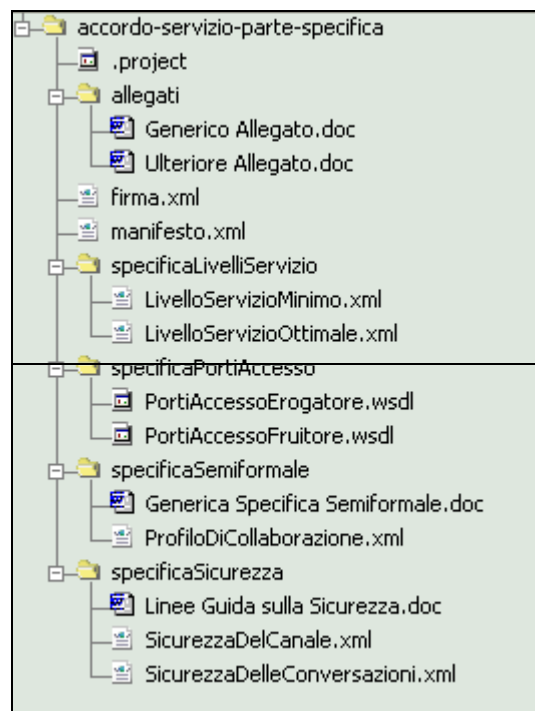 accordo-servizio-parte-specifica
.project
allegati
Generico Allegato.doc
Ulteriore Allegato.doc
firma.xml
manifesto.xml
specificaLivelliServizio
LivelloServizioMinimo.xml
LivelloServizioOttimale.xml
specificaPortiAccesso
PortiAccessoErogatore.wsdl
PortiAccessoFruitore.wsdl
specificaSemiformale
Generica Specifica Semiformale.doc
ProfiloDiCollaborazione.xml
specificaSicurezza
Linee Guida sulla Sicurezza.doc
SicurezzaDelCanale.xml
SicurezzaDelleConversazioni.xml